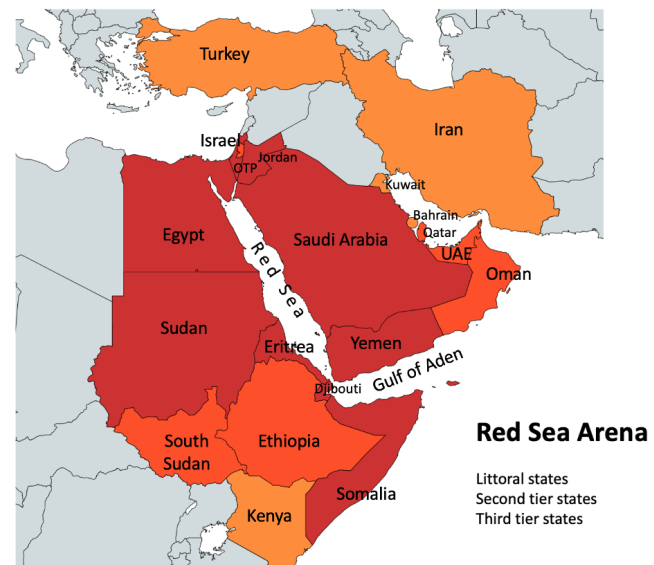 Turkey
Iran
Israel
Jordan
OTP
Kuwait
Bahrain
Qatar
Egypt
Saudi Arabia
UAE
Oman
Red Sea
Sudan
Eritrea
Yemen
Gulf of Aden
Djibouti
South
Sudan
Ethiopia
Somalia
Kenya
Red Sea Arena
Littoral states
Second tier states
Third tier states